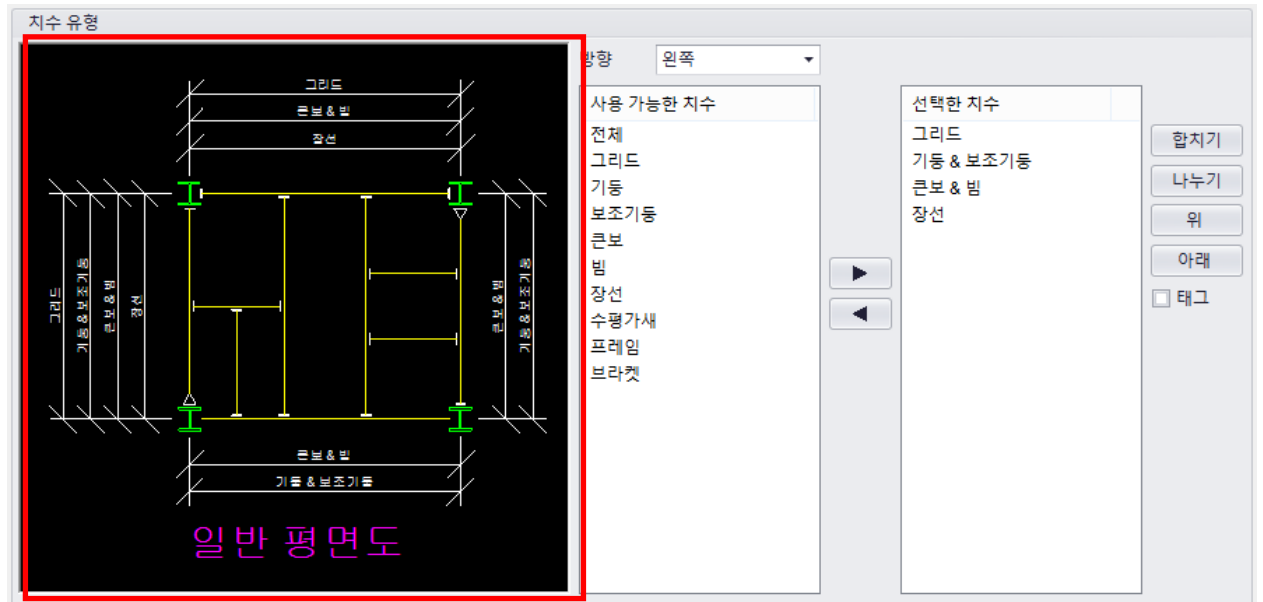 치수 유형
그리드
큰보 & 빔
장선
그리드
기둥 & 보조기둥
큰보 & 빔
장선
큰보 & 빔
기둥 & 보조기둥
큰보 & 빔
기둥 & 보조기둥
일반 평면도
방향
왼쪽
사용 가능한 치수
전체
그리드
기둥
보조기둥
큰보
빔
장선
수평가새
프레임
브라켓
선택한 치수
그리드
기둥 & 보조기둥
큰보 & 빔
장선
합치기
나누기
위
아래
태그